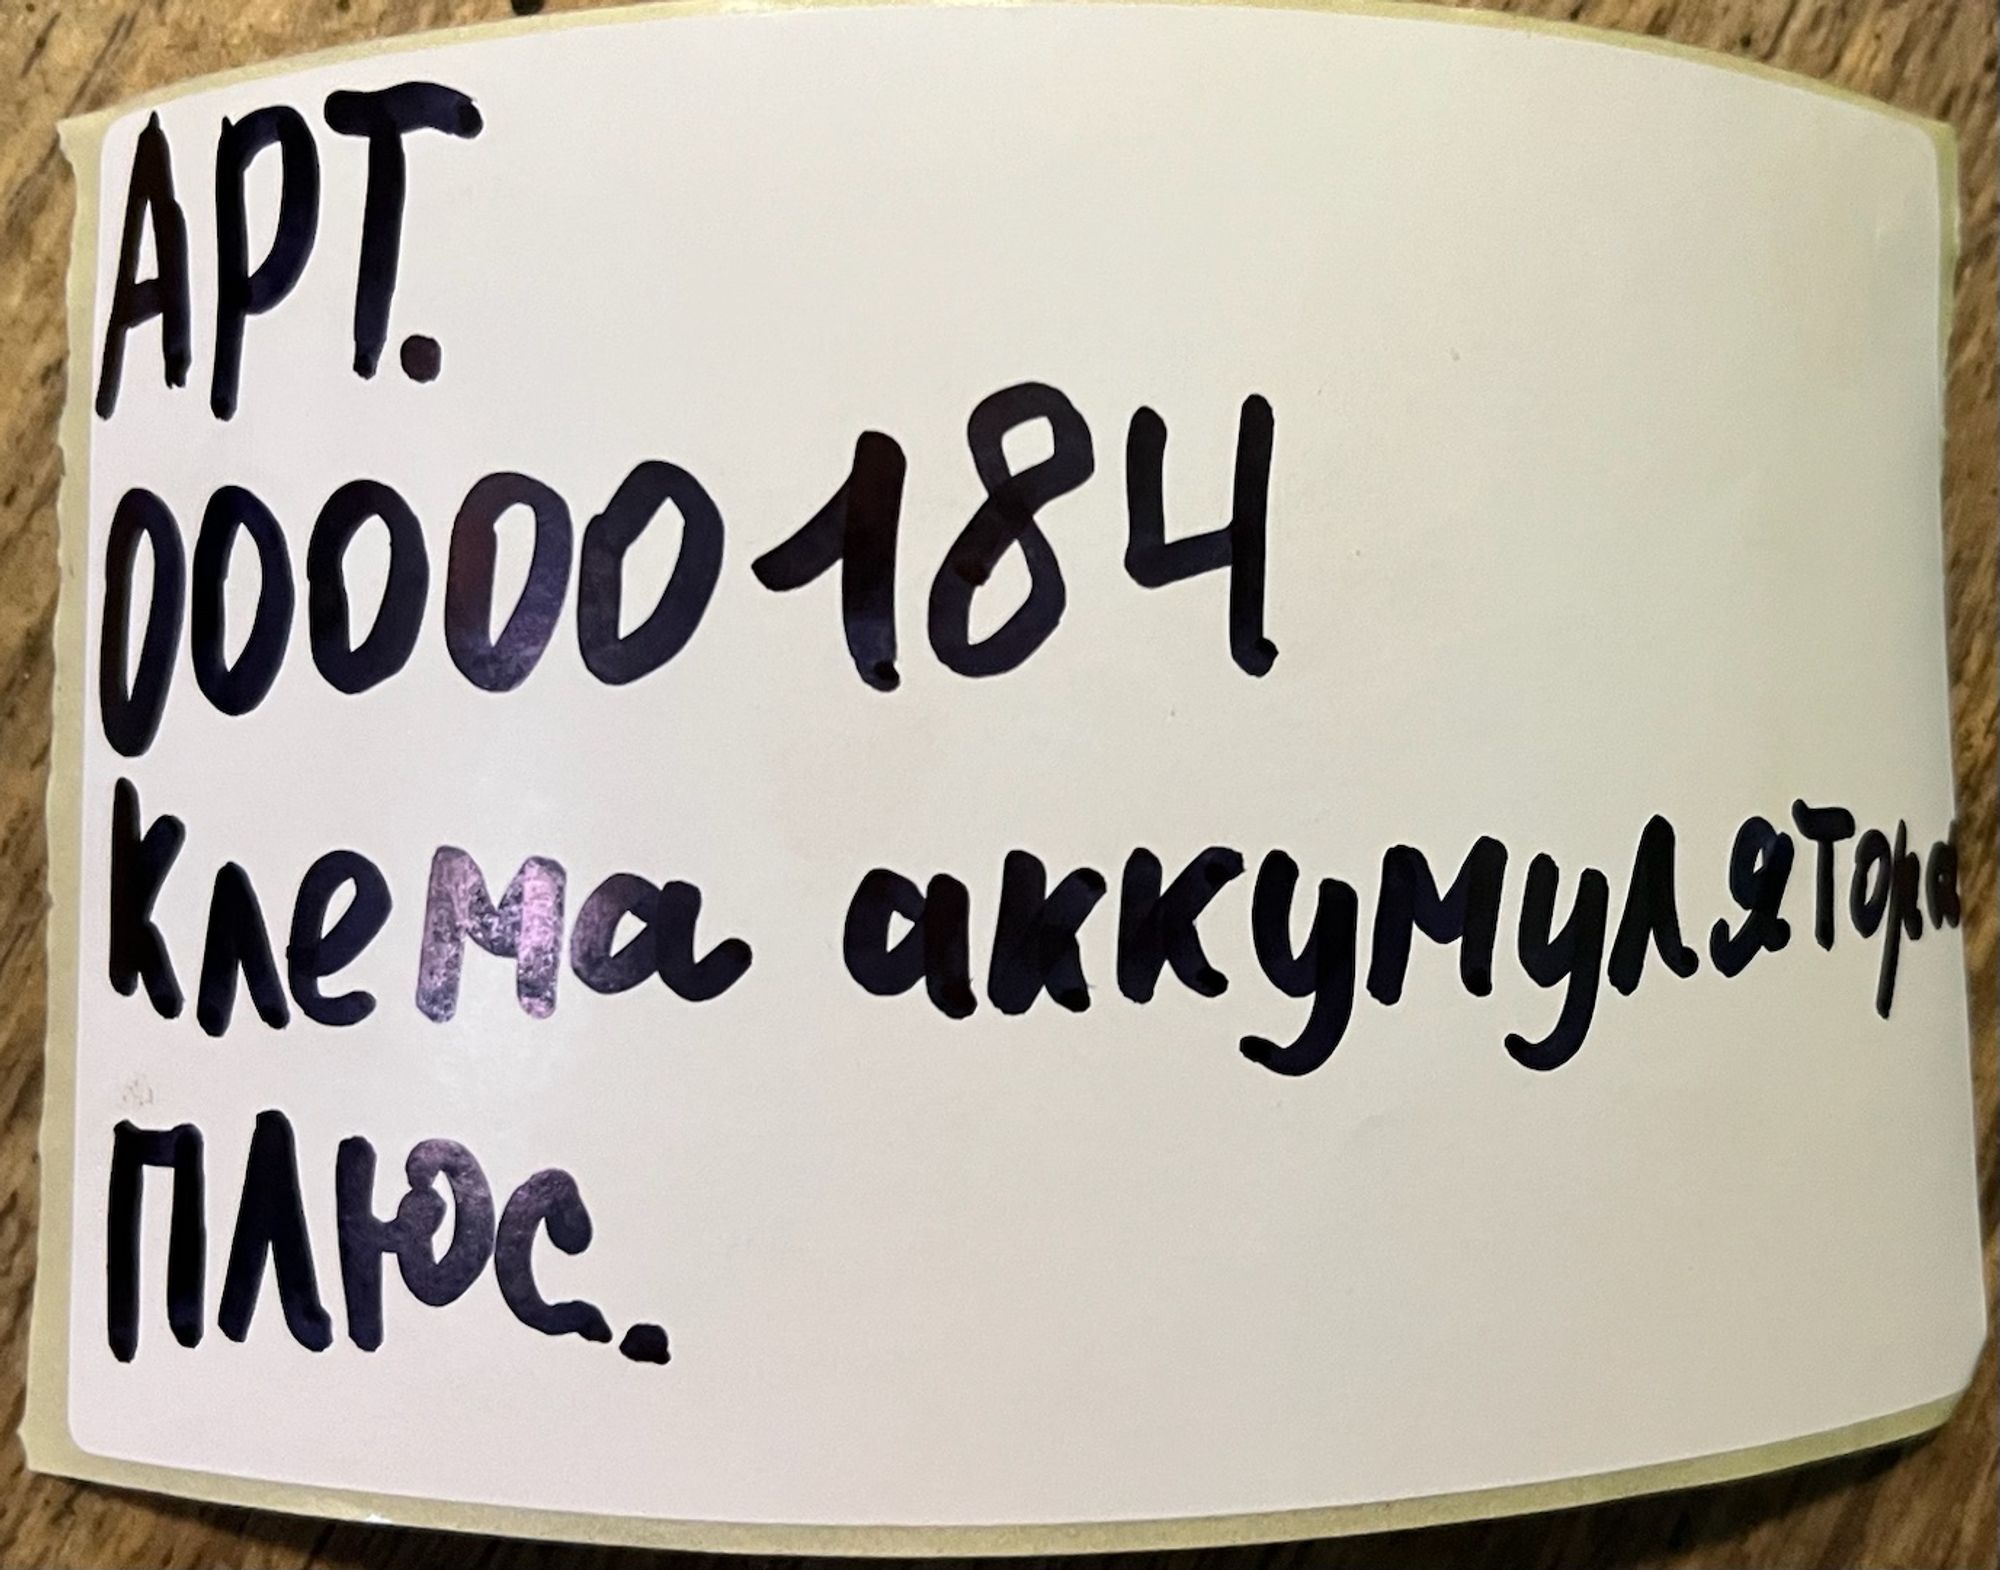 АРТ.
00000184
Клема аккумулятора
плюс.